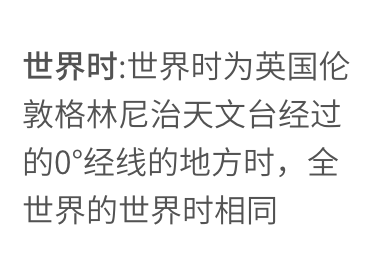 世界时:世界时为英国伦
敦格林尼治天文台经过
的0°经线的地方时，全
世界的世界时相同